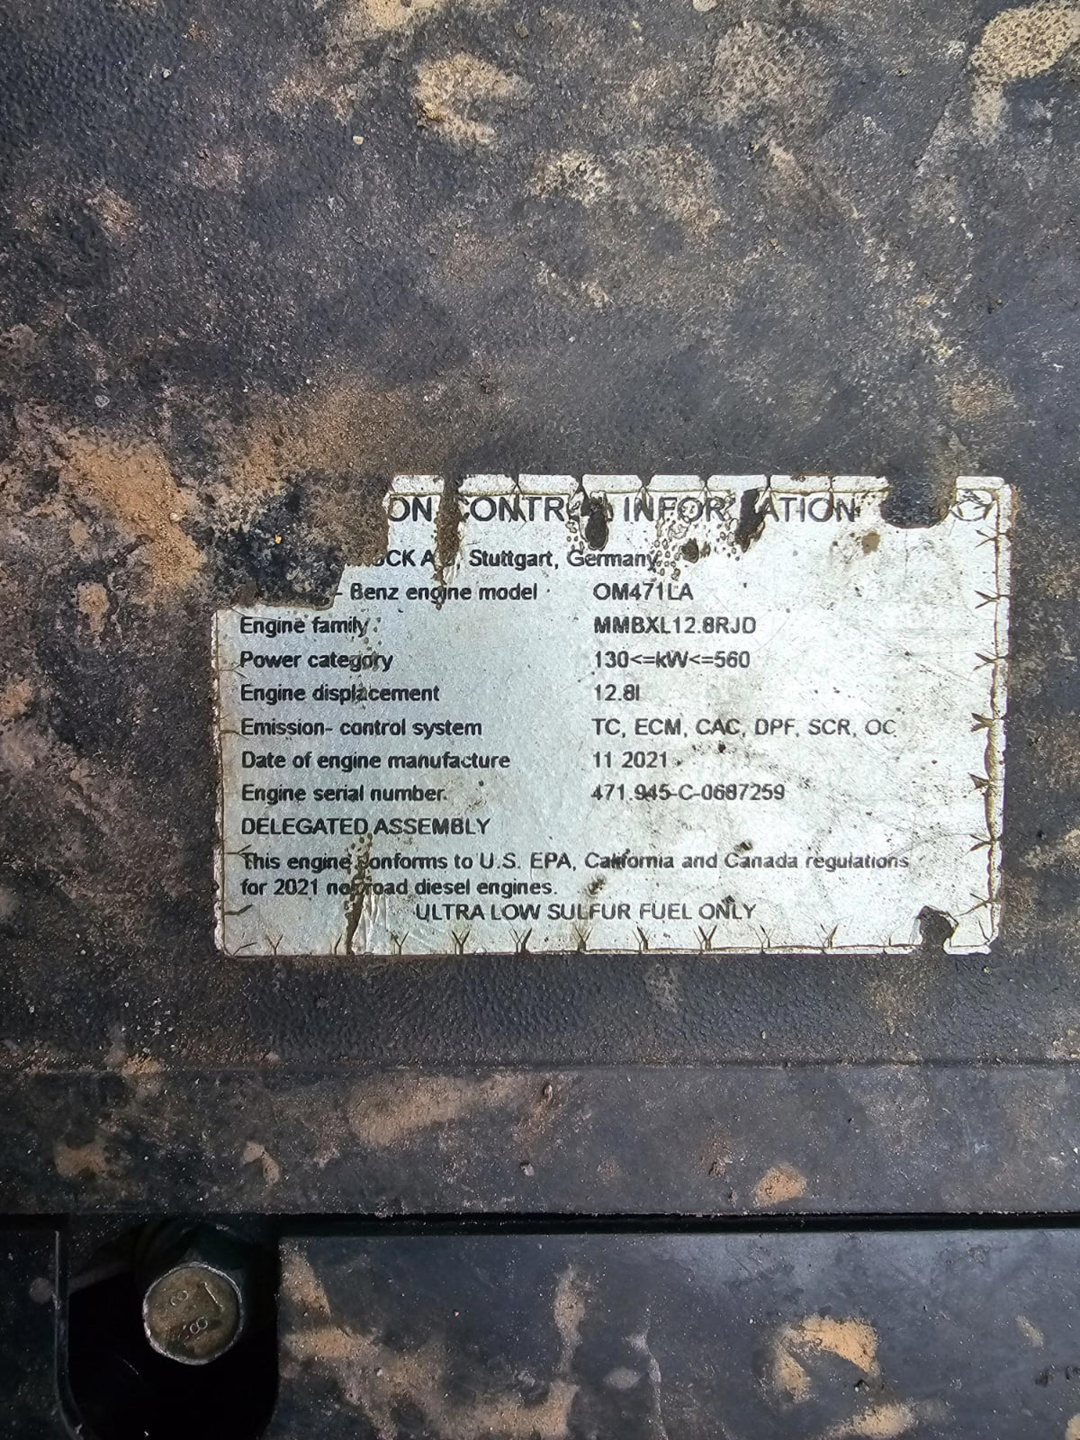 CONTR INFOR ATION
Stuttgart, Germany
- Benz engine model OM471LA
Engine family: MMBXL12.8RJD
Power category 130<=kW<=560
Engine displacement 12.8l
Emission- control system TC, ECM, CAC, DPF, SCR, OC
Date of engine manufacture 11 2021
Engine serial number. 471.945-C-0687259
DELEGATED ASSEMBLY
This engine conforms to U.S. EPA, California and Canada regulations
for 2021 nonroad diesel engines.
ULTRA LOW SULFUR FUEL ONLY